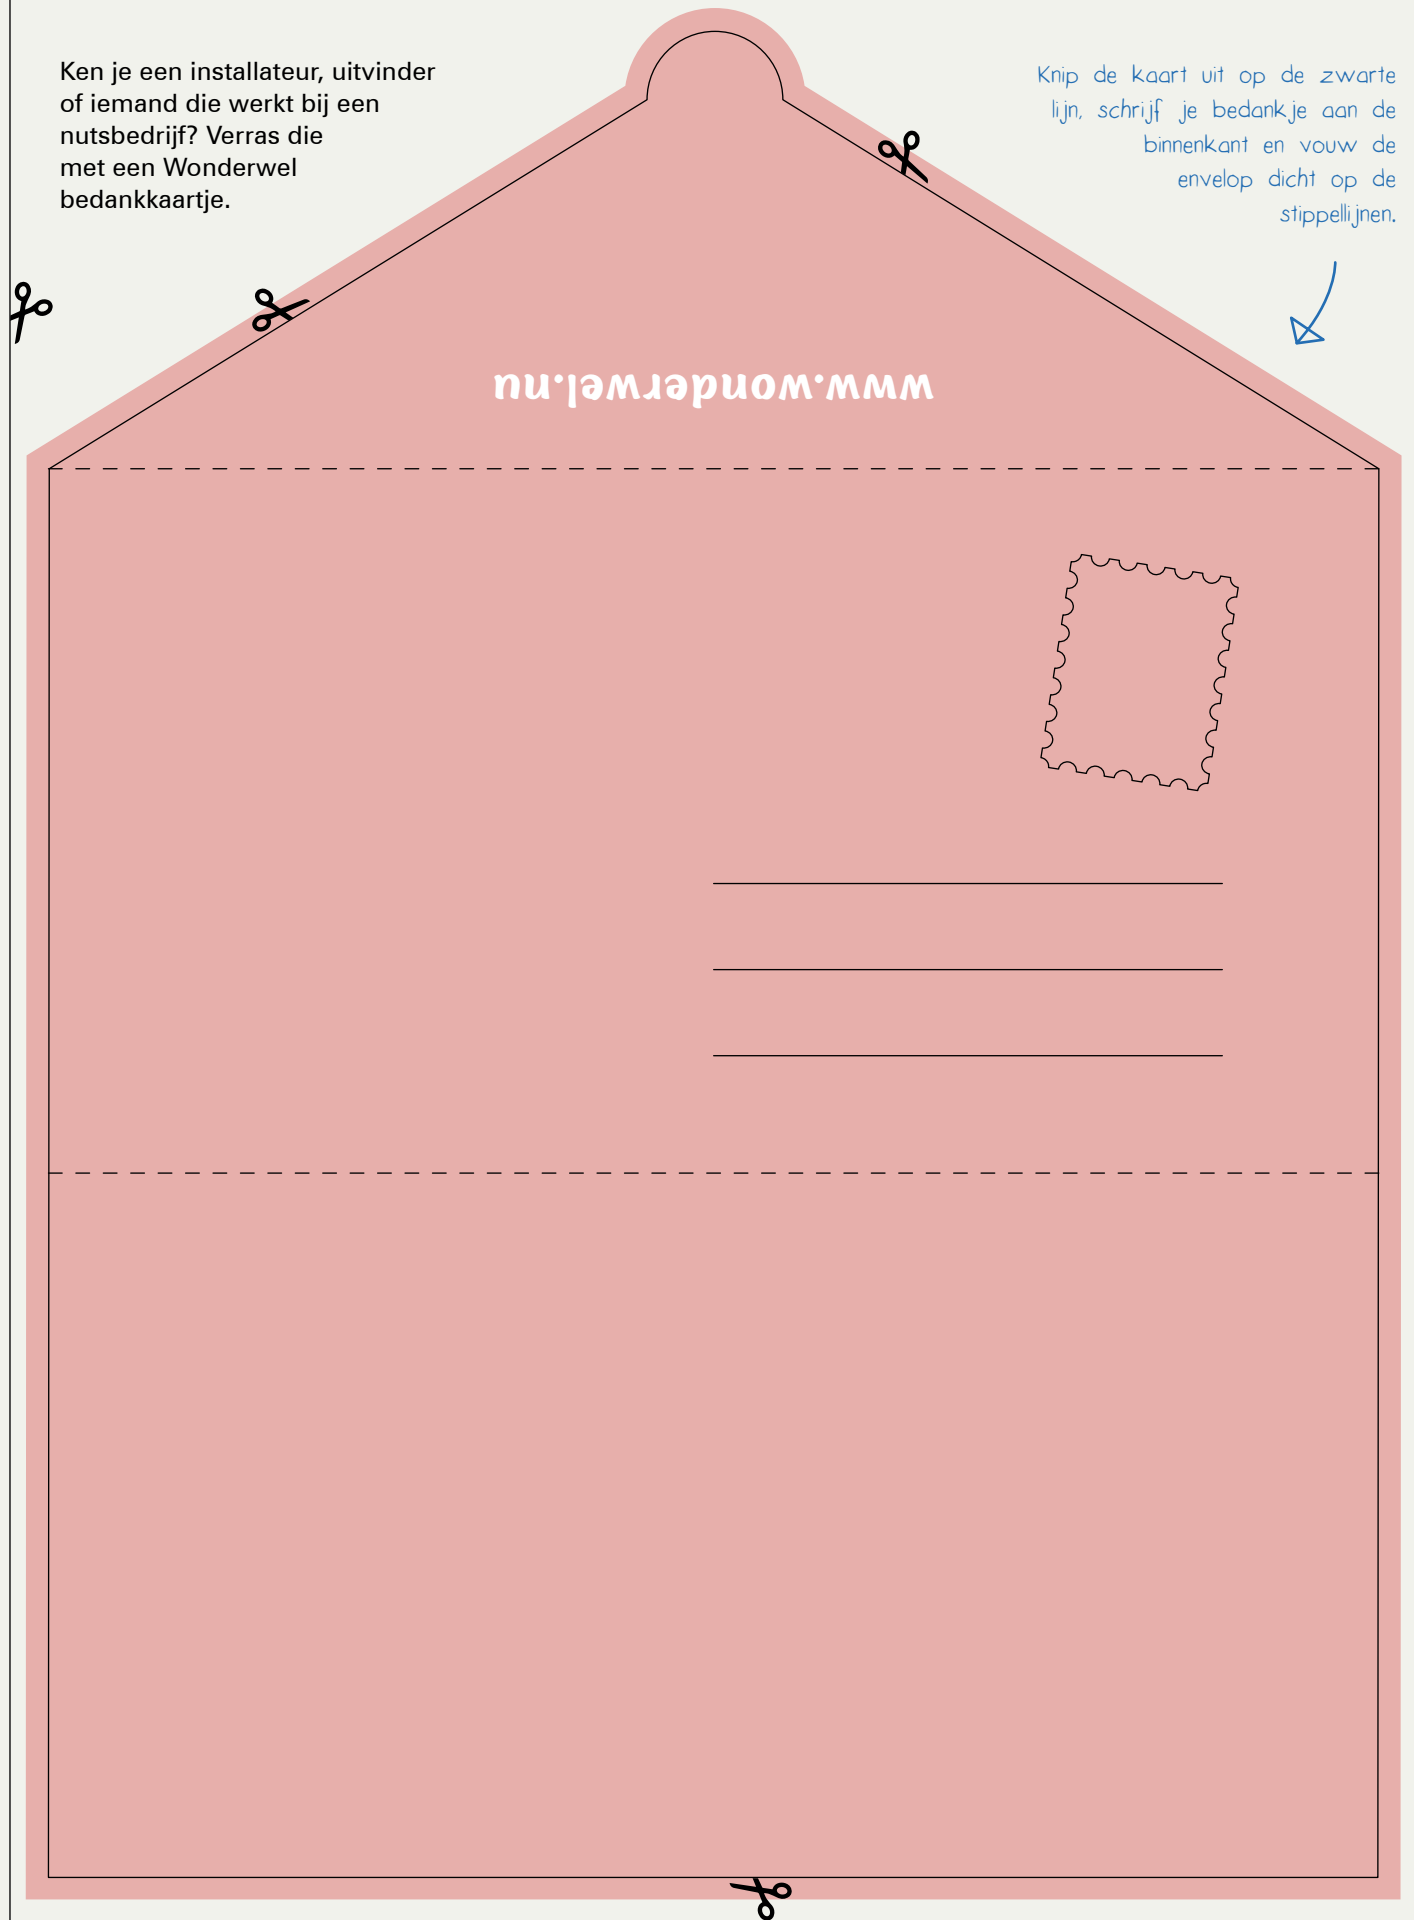 Ken je een installateur, uitvinder
of iemand die werkt bij een
nutsbedrijf? Verras die
met een Wonderwel
bedankkaartje.
Knip de kaart uit op de zwarte
lijn, schrijf je bedankje aan de
binnenkant en vouw de
envelop dicht op de
stippellijnen.
www.wonderwel.nu